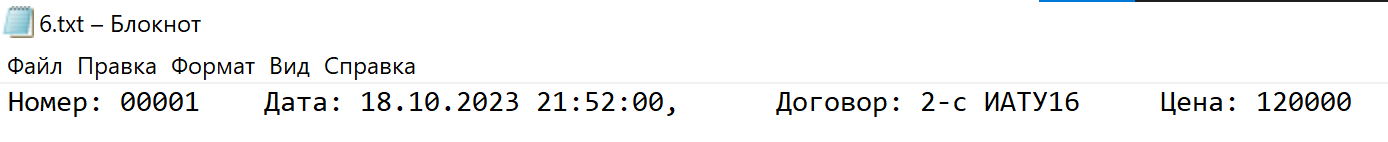 6.txt – Блокнот
Файл Правка Формат Вид Справка
Номер: 00001 Дата: 18.10.2023 21:52:00, Договор: 2-с ИАТУ16 Цена: 120000